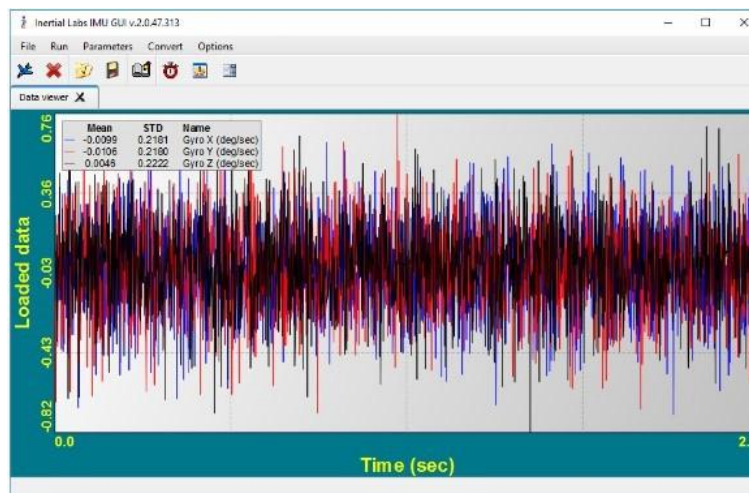 Inertial Labs IMU GUI v.2.0.47.313
File Run Parameters Convert Options
Data viewer
Mean STD Name
-0.0099 0.2181 Gyro X (deg/sec)
-0.0106 0.2180 Gyro Y (deg/sec)
0.0046 0.2222 Gyro Z (deg/sec)
0.76
0.36
-0.03
-0.43
-0.82
Loaded data
0.0 2.
Time (sec)